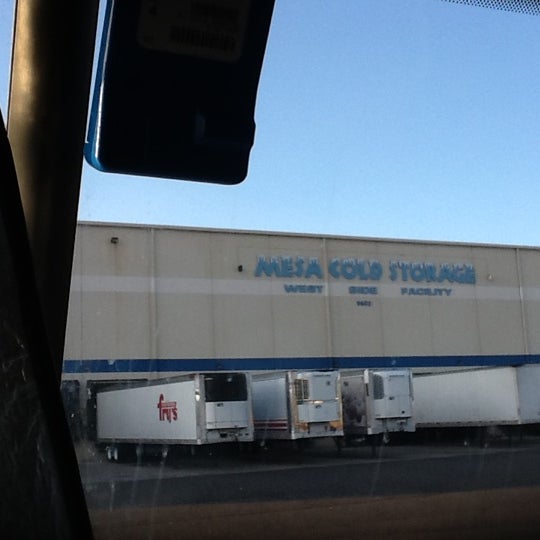 MESA COLD STORAGE
WEST SIDE FACILITY
fry's